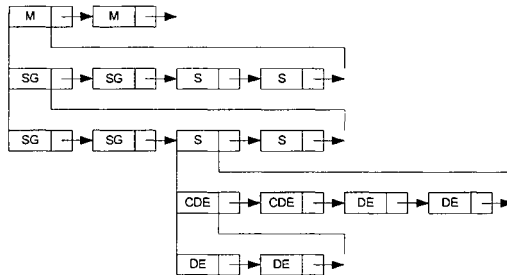 M M
SG SG S S
SG SG S S
CDE CDE DE DE
DE DE